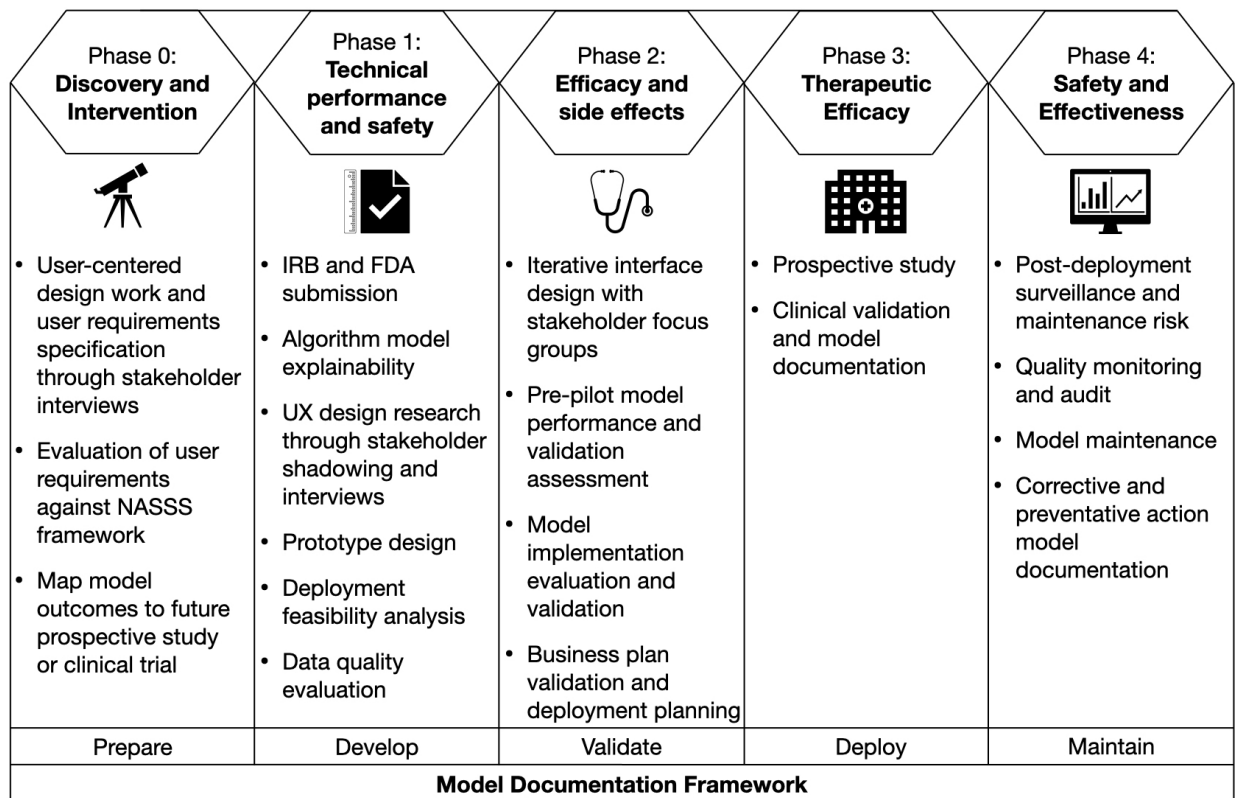 Phase 0:
Discovery and
Intervention
Phase 1:
Technical
performance
and safety
Phase 2:
Efficacy and
side effects
Phase 3:
Therapeutic
Efficacy
Phase 4:
Safety and
Effectiveness
• User-centered
design work and
user requirements
specification
through stakeholder
interviews
• Evaluation of user
requirements
against NASSS
framework
• Map model
outcomes to future
prospective study
or clinical trial
• IRB and FDA
submission
• Algorithm model
explainability
• UX design research
through stakeholder
shadowing and
interviews
• Prototype design
• Deployment
feasibility analysis
• Data quality
evaluation
• Iterative interface
design with
stakeholder focus
groups
• Pre-pilot model
performance and
validation
assessment
• Model
implementation
evaluation and
validation
• Business plan
validation and
deployment planning
• Prospective study
• Clinical validation
and model
documentation
• Post-deployment
surveillance and
maintenance risk
• Quality monitoring
and audit
• Model maintenance
• Corrective and
preventative action
model
documentation
Prepare
Develop
Validate
Deploy
Maintain
Model Documentation Framework